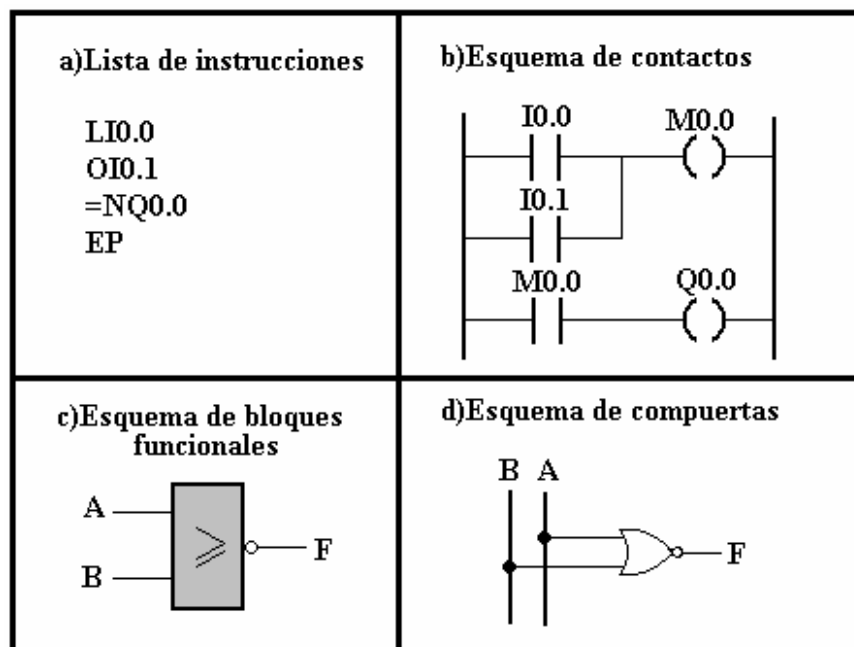 a)Lista de instrucciones
LI0.0
OI0.1
=NQ0.0
EP
b)Esquema de contactos
I0.0 M0.0
I0.1
M0.0 Q0.0
c)Esquema de bloques
funcionales
A
≥
F
B
d)Esquema de compuertas
B A
F